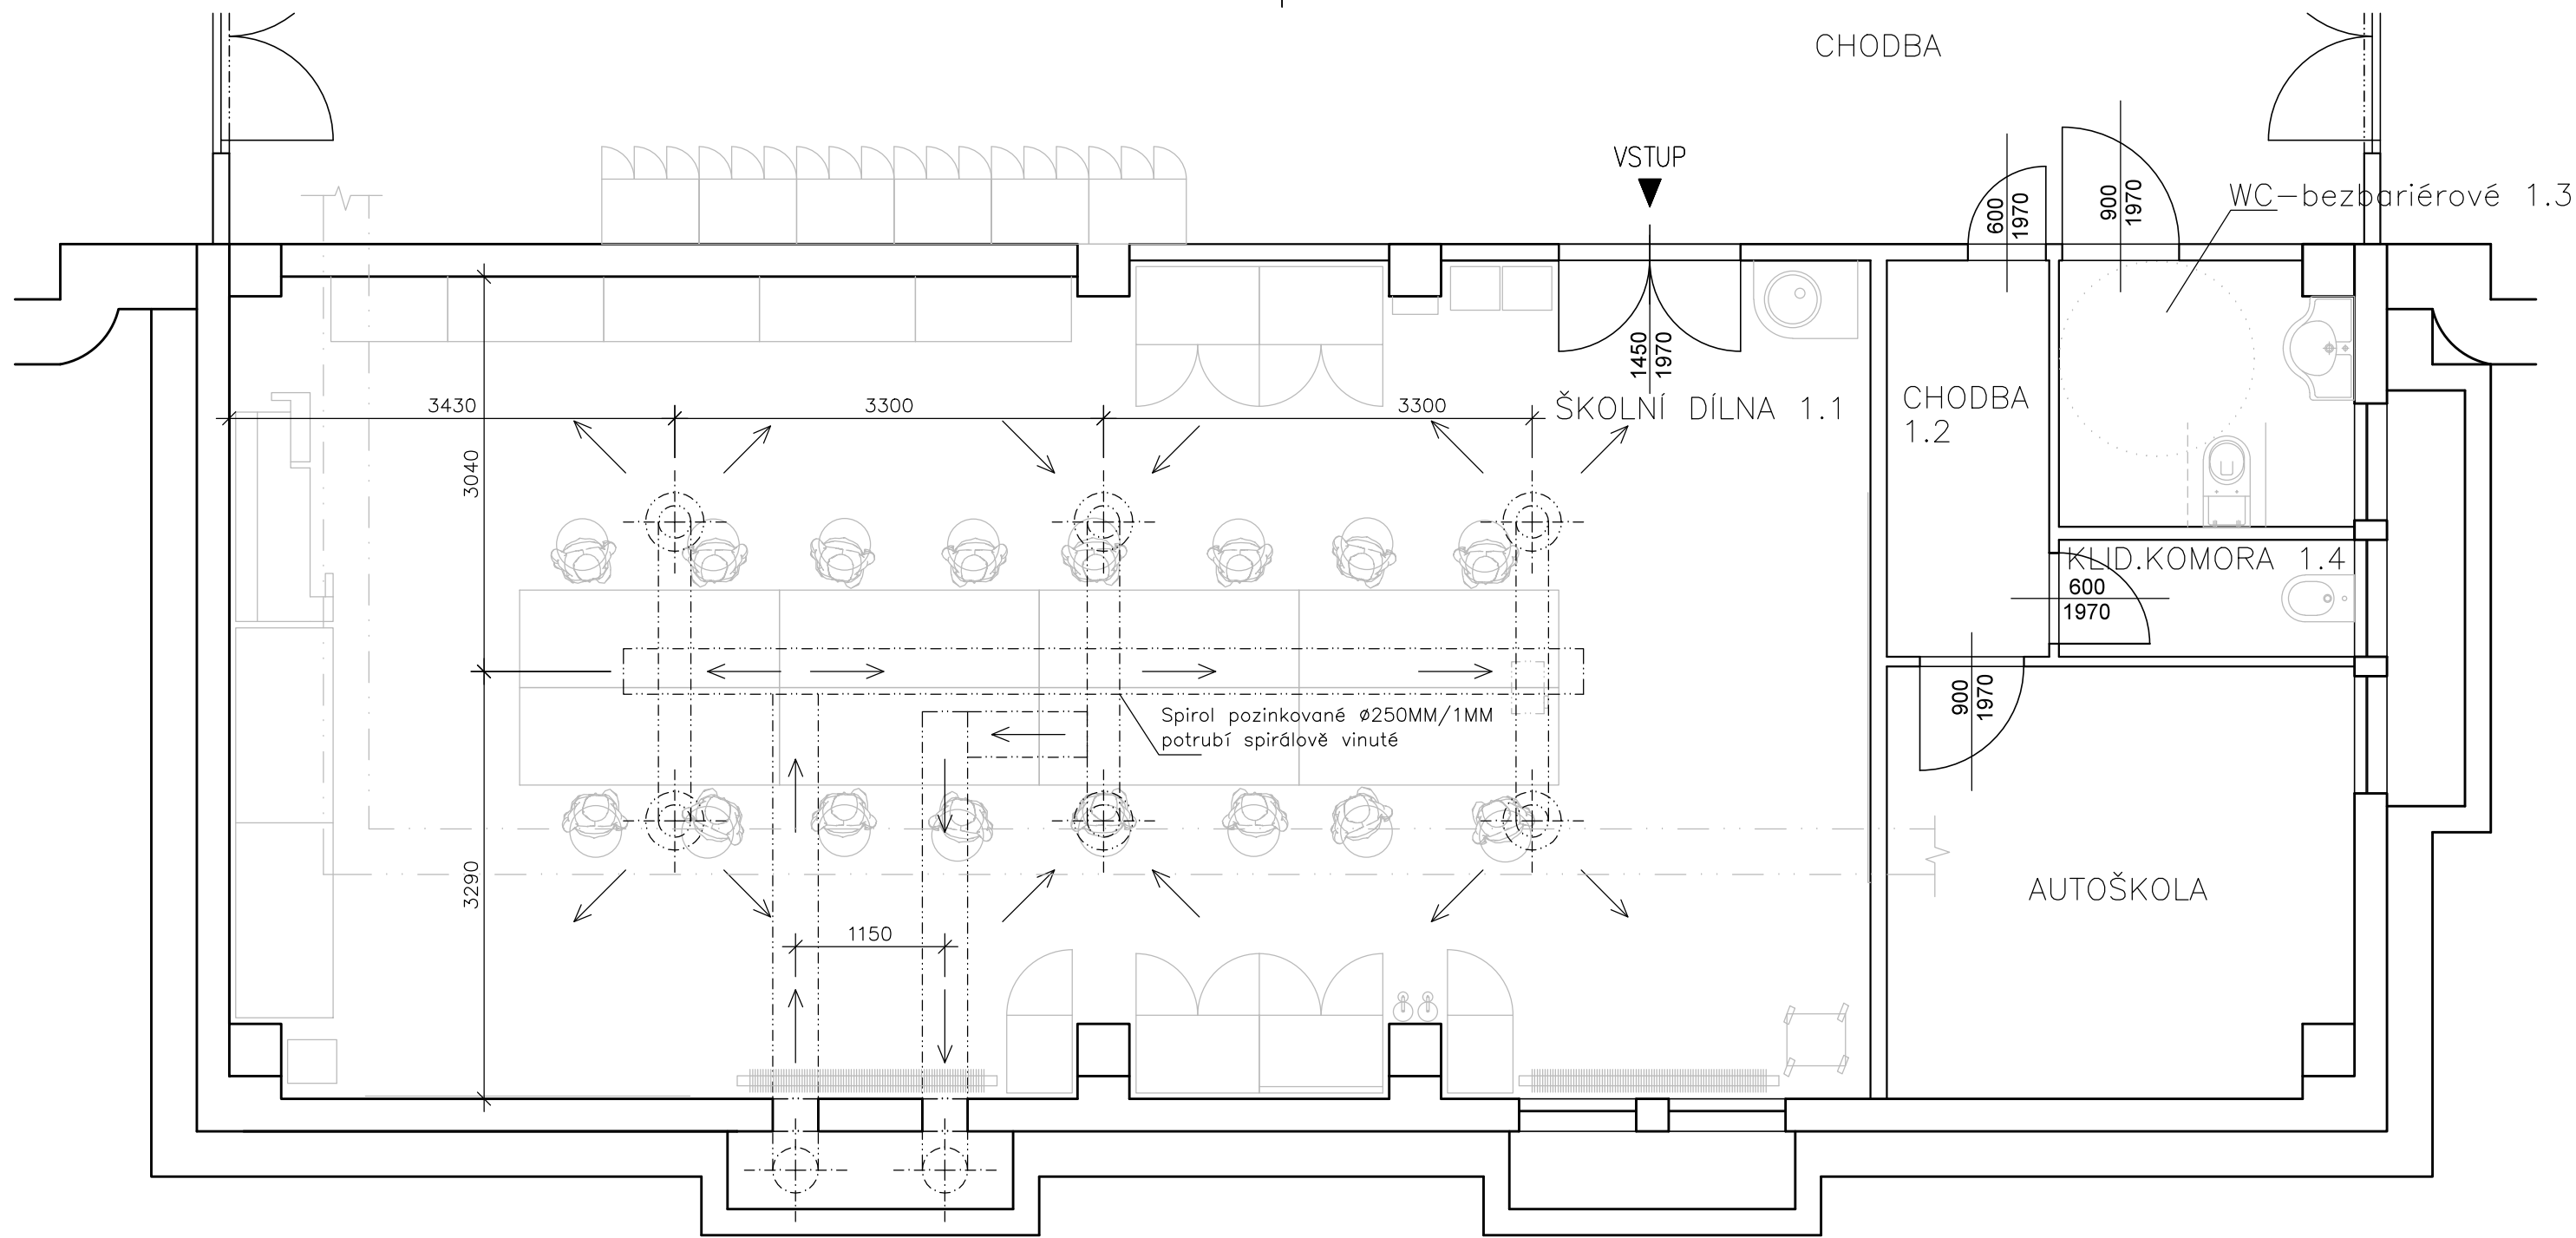 CHODBA
VSTUP
600
1970
900
1970
WC-bezbariérové 1.3
1450
1970
3430
3300
3300
ŠKOLNÍ DÍLNA 1.1
CHODBA
1.2
3040
KLID.KOMORA 1.4
600
1970
900
1970
Spirol pozinkované ø250MM/1MM
potrubí spirálově vinuté
3290
AUTOŠKOLA
1150